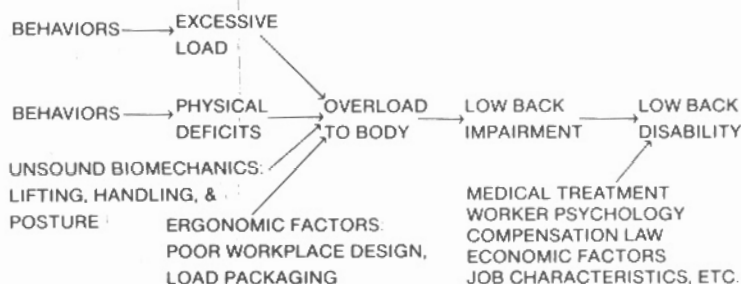 BEHAVIORS
EXCESSIVE
LOAD
BEHAVIORS
PHYSICAL
DEFICITS
OVERLOAD
TO BODY
LOW BACK
IMPAIRMENT
LOW BACK
DISABILITY
UNSOUND BIOMECHANICS:
LIFTING, HANDLING, &
POSTURE
ERGONOMIC FACTORS:
POOR WORKPLACE DESIGN,
LOAD PACKAGING
MEDICAL TREATMENT
WORKER PSYCHOLOGY
COMPENSATION LAW
ECONOMIC FACTORS
JOB CHARACTERISTICS, ETC.